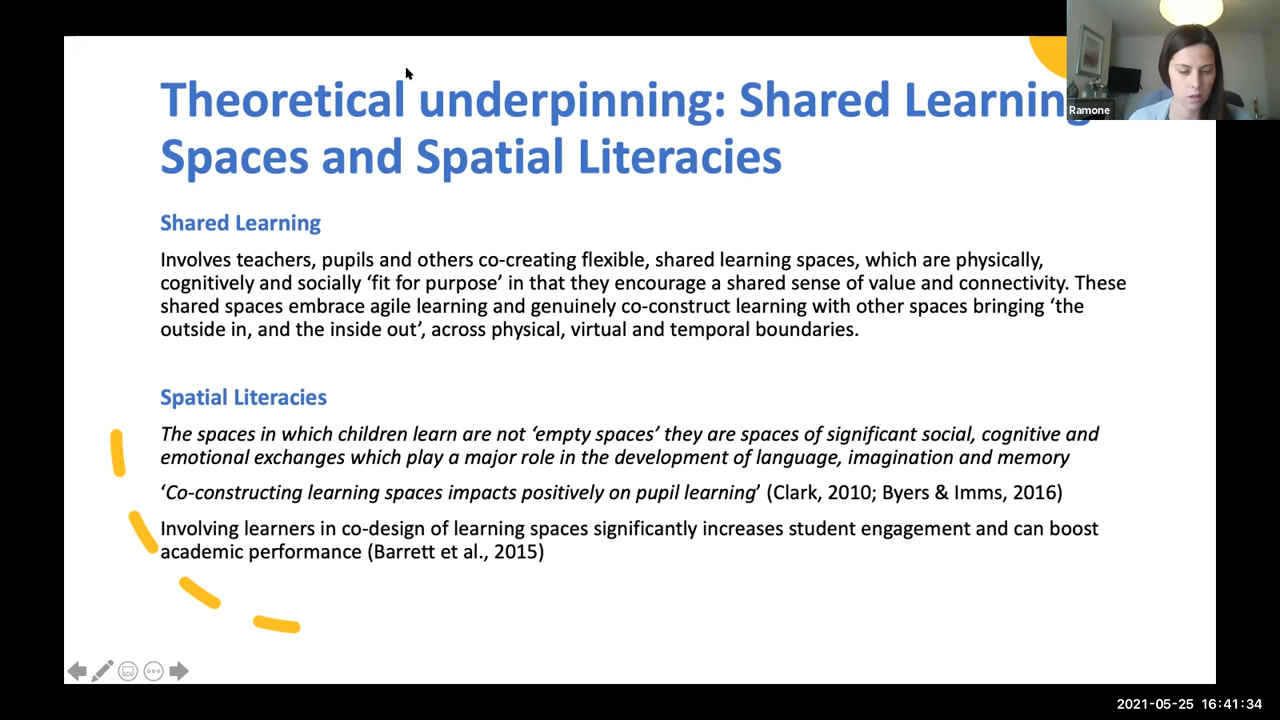 Theoretical underpinning: Shared Learning
Spaces and Spatial Literacies
Ramone
Shared Learning
Involves teachers, pupils and others co-creating flexible, shared learning spaces, which are physically,
cognitively and socially ‘fit for purpose’ in that they encourage a shared sense of value and connectivity. These
shared spaces embrace agile learning and genuinely co-construct learning with other spaces bringing ‘the
outside in, and the inside out’, across physical, virtual and temporal boundaries.
Spatial Literacies
The spaces in which children learn are not ‘empty spaces’ they are spaces of significant social, cognitive and
emotional exchanges which play a major role in the development of language, imagination and memory
‘Co-constructing learning spaces impacts positively on pupil learning’ (Clark, 2010; Byers & Imms, 2016)
Involving learners in co-design of learning spaces significantly increases student engagement and can boost
academic performance (Barrett et al., 2015)
2021-05-25 16:41:34